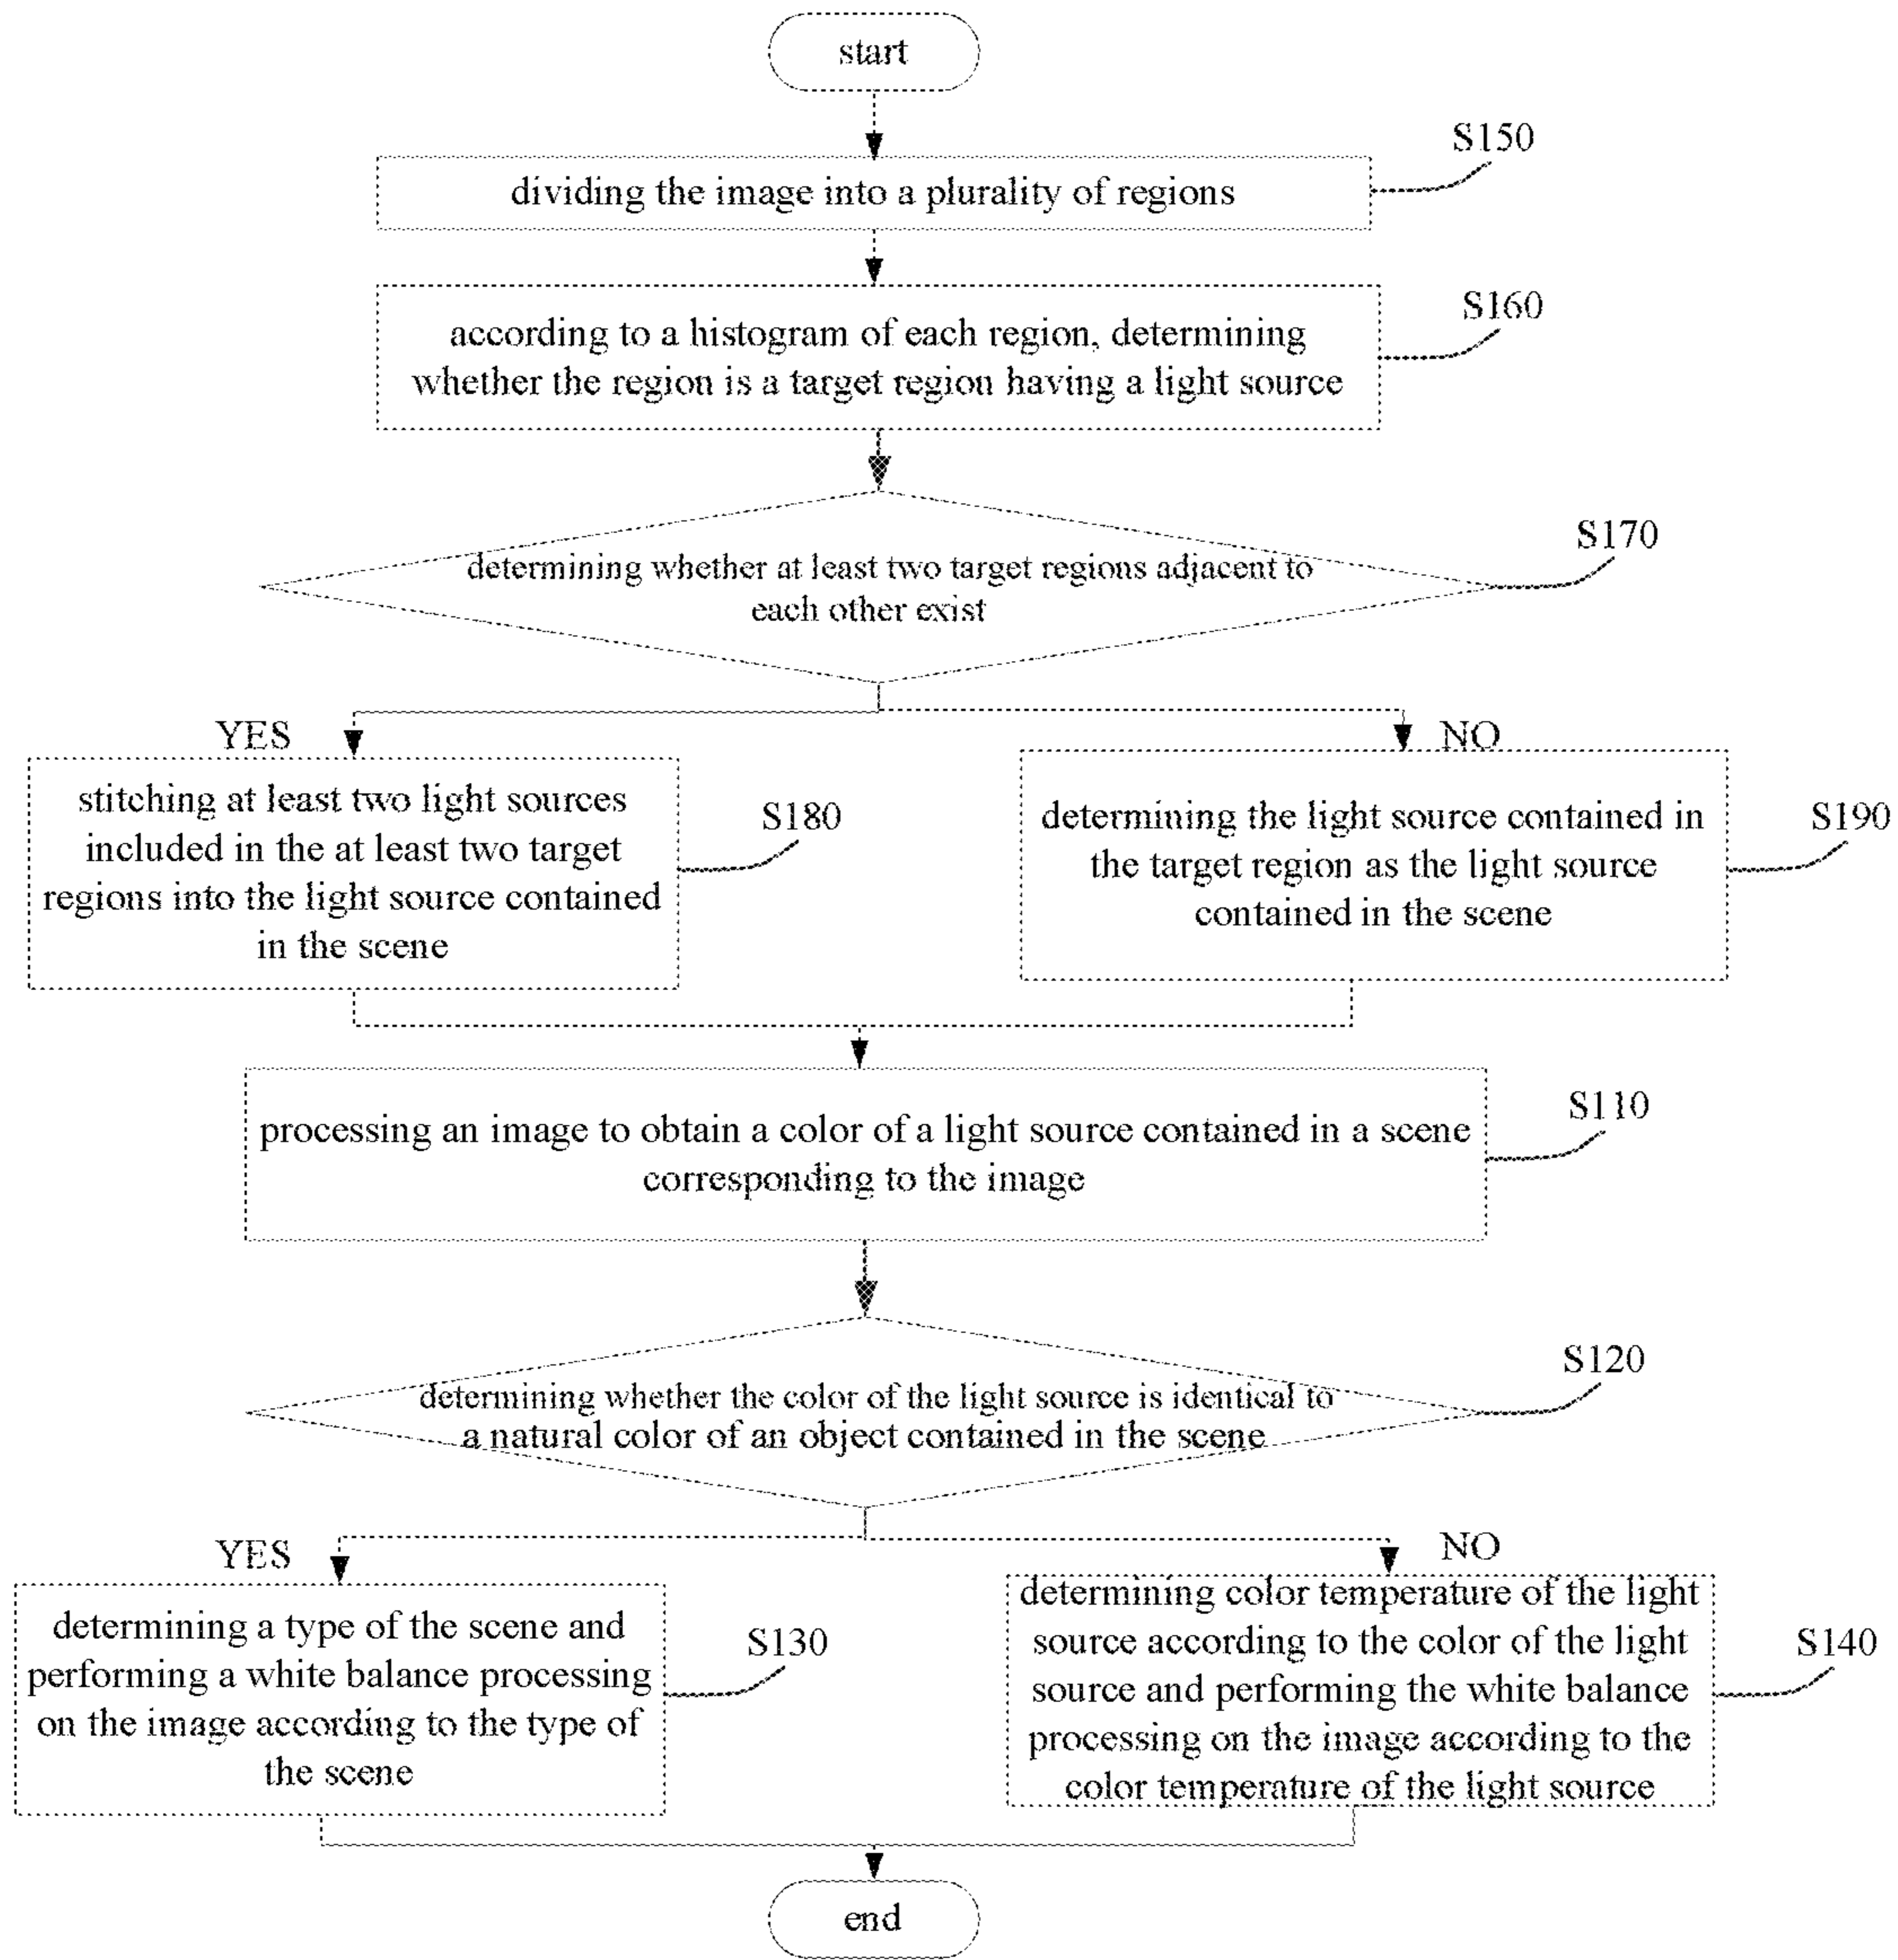 start
S150
dividing the image into a plurality of regions
S160
according to a histogram of each region, determining
whether the region is a target region having a light source
S170
determining whether at least two target regions adjacent to
each other exist
YES
NO
stitching at least two light sources
included in the at least two target
regions into the light source contained
in the scene
S180
determining the light source contained in
the target region as the light source
contained in the scene
S190
S110
processing an image to obtain a color of a light source contained in a scene
corresponding to the image
S120
determining whether the color of the light source is identical to
a natural color of an object contained in the scene
YES
NO
determining a type of the scene and
performing a white balance processing
on the image according to the type of
the scene
S130
determining color temperature of the light
source according to the color of the light
source and performing the white balance
processing on the image according to the
color temperature of the light source
S140
end